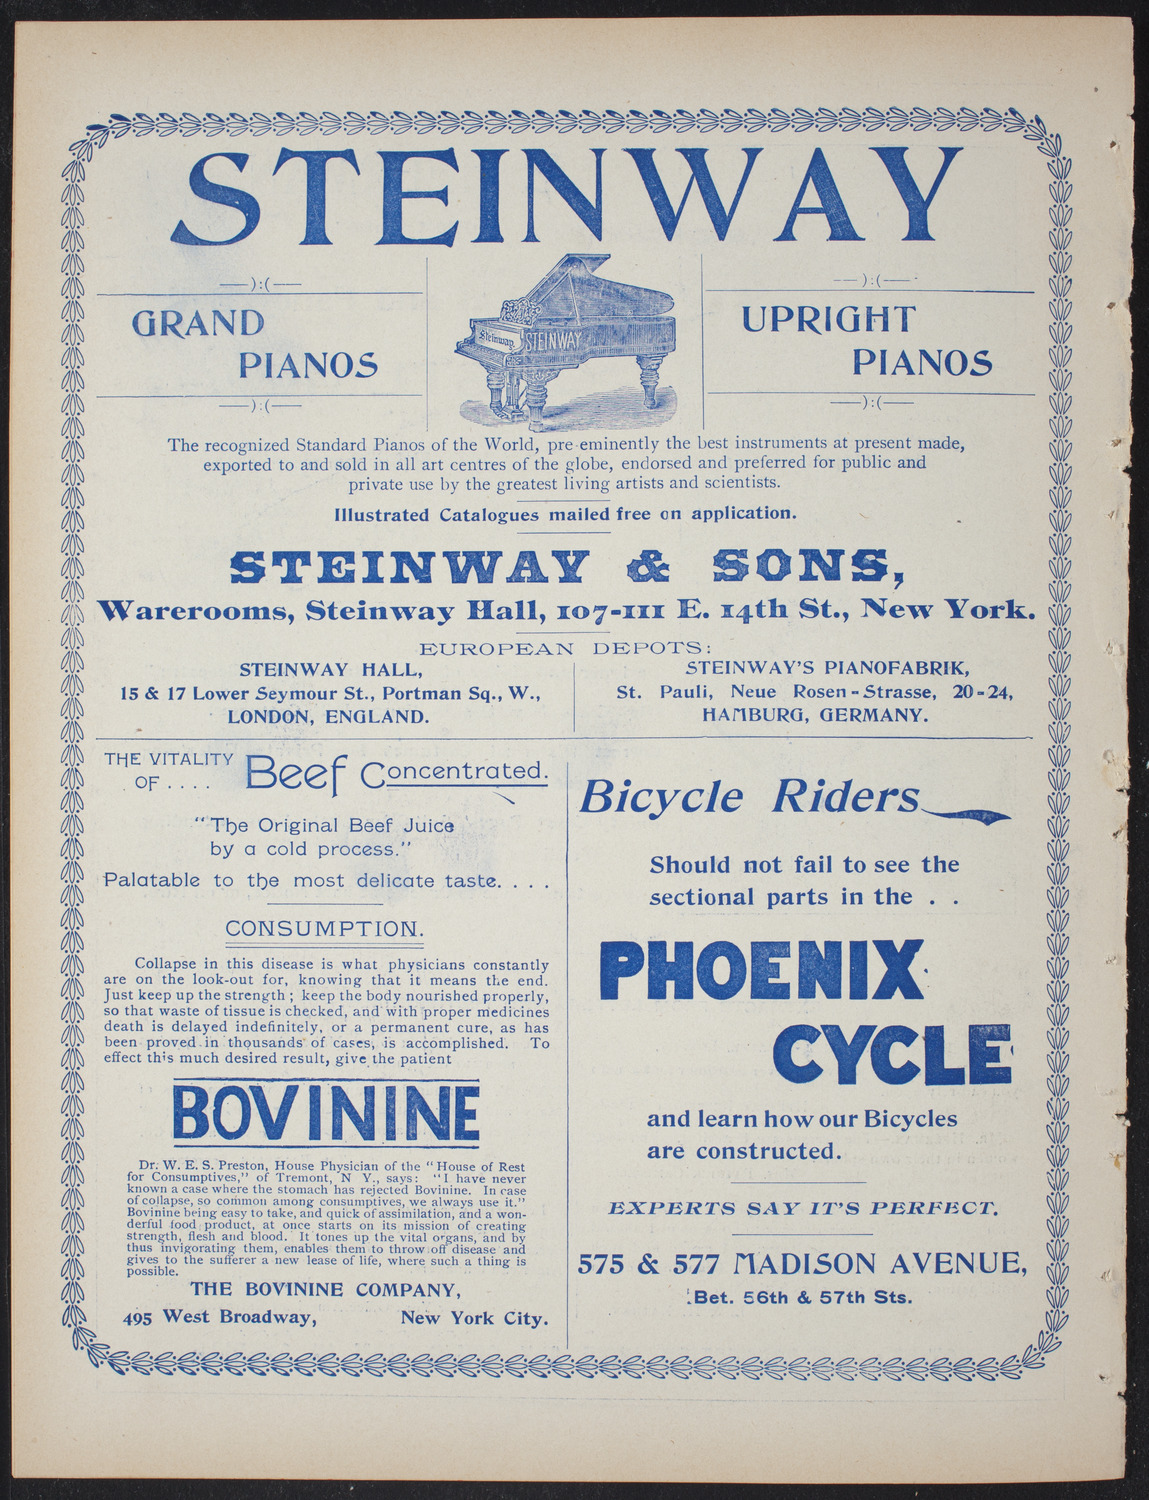 STEINWAY
—):(—
GRAND
PIANOS
—):(—
Steinway
STEINWAY
—):(—
UPRIGHT
PIANOS
—):(—
The recognized Standard Pianos of the World, pre-eminently the best instruments at present made,
exported to and sold in all art centres of the globe, endorsed and preferred for public and
private use by the greatest living artists and scientists.
Illustrated Catalogues mailed free on application.
STEINWAY & SONS,
Warerooms, Steinway Hall, 107-111 E. 14th St., New York.
EUROPEAN DEPOTS:
STEINWAY HALL,
15 & 17 Lower Seymour St., Portman Sq., W.,
LONDON, ENGLAND.
STEINWAY'S PIANOFABRIK,
St. Pauli, Neue Rosen-Strasse, 20-24,
HAMBURG, GERMANY.
THE VITALITY
OF . . . .
Beef Concentrated.
"The Original Beef Juice
by a cold process."
Palatable to the most delicate taste. . . .
CONSUMPTION.
Collapse in this disease is what physicians constantly
are on the look-out for, knowing that it means the end.
Just keep up the strength ; keep the body nourished properly,
so that waste of tissue is checked, and with proper medicines
death is delayed indefinitely, or a permanent cure, as has
been proved in thousands of cases, is accomplished. To
effect this much desired result, give the patient
BOVININE
Dr. W. E. S. Preston, House Physician of the "House of Rest
for Consumptives," of Tremont, N Y., says: "I have never
known a case where the stomach has rejected Bovinine. In case
of collapse, so common among consumptives, we always use it."
Bovinine being easy to take, and quick of assimilation, and a won-
derful food product, at once starts on its mission of creating
strength, flesh and blood. It tones up the vital organs, and by
thus invigorating them, enables them to throw off disease and
gives to the sufferer a new lease of life, where such a thing is
possible.
THE BOVININE COMPANY,
495 West Broadway, New York City.
Bicycle Riders
Should not fail to see the
sectional parts in the . .
PHOENIX
CYCLE
and learn how our Bicycles
are constructed.
EXPERTS SAY IT'S PERFECT.
575 & 577 MADISON AVENUE,
Bet. 56th & 57th Sts.